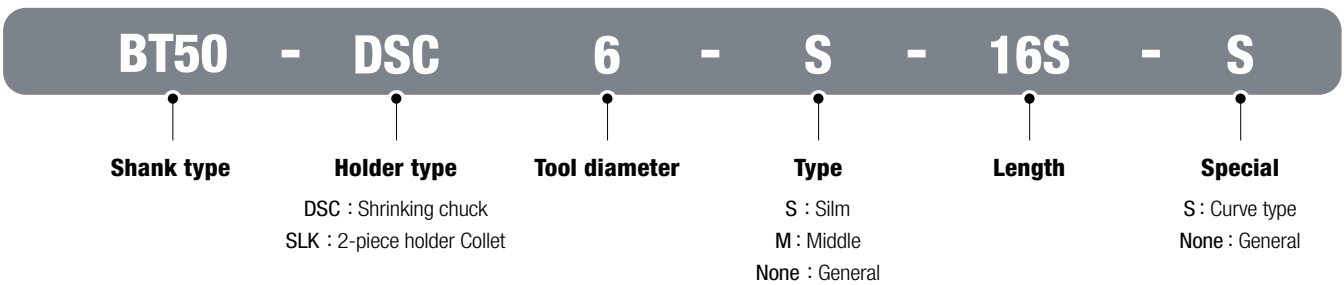 BT50 - DSC 6 - S - 16S - S
Shank type Holder type Tool diameter Type Length Special
DSC : Shrinking chuck S : Silm S : Curve type
SLK : 2-piece holder Collet M : Middle None : General
None : General